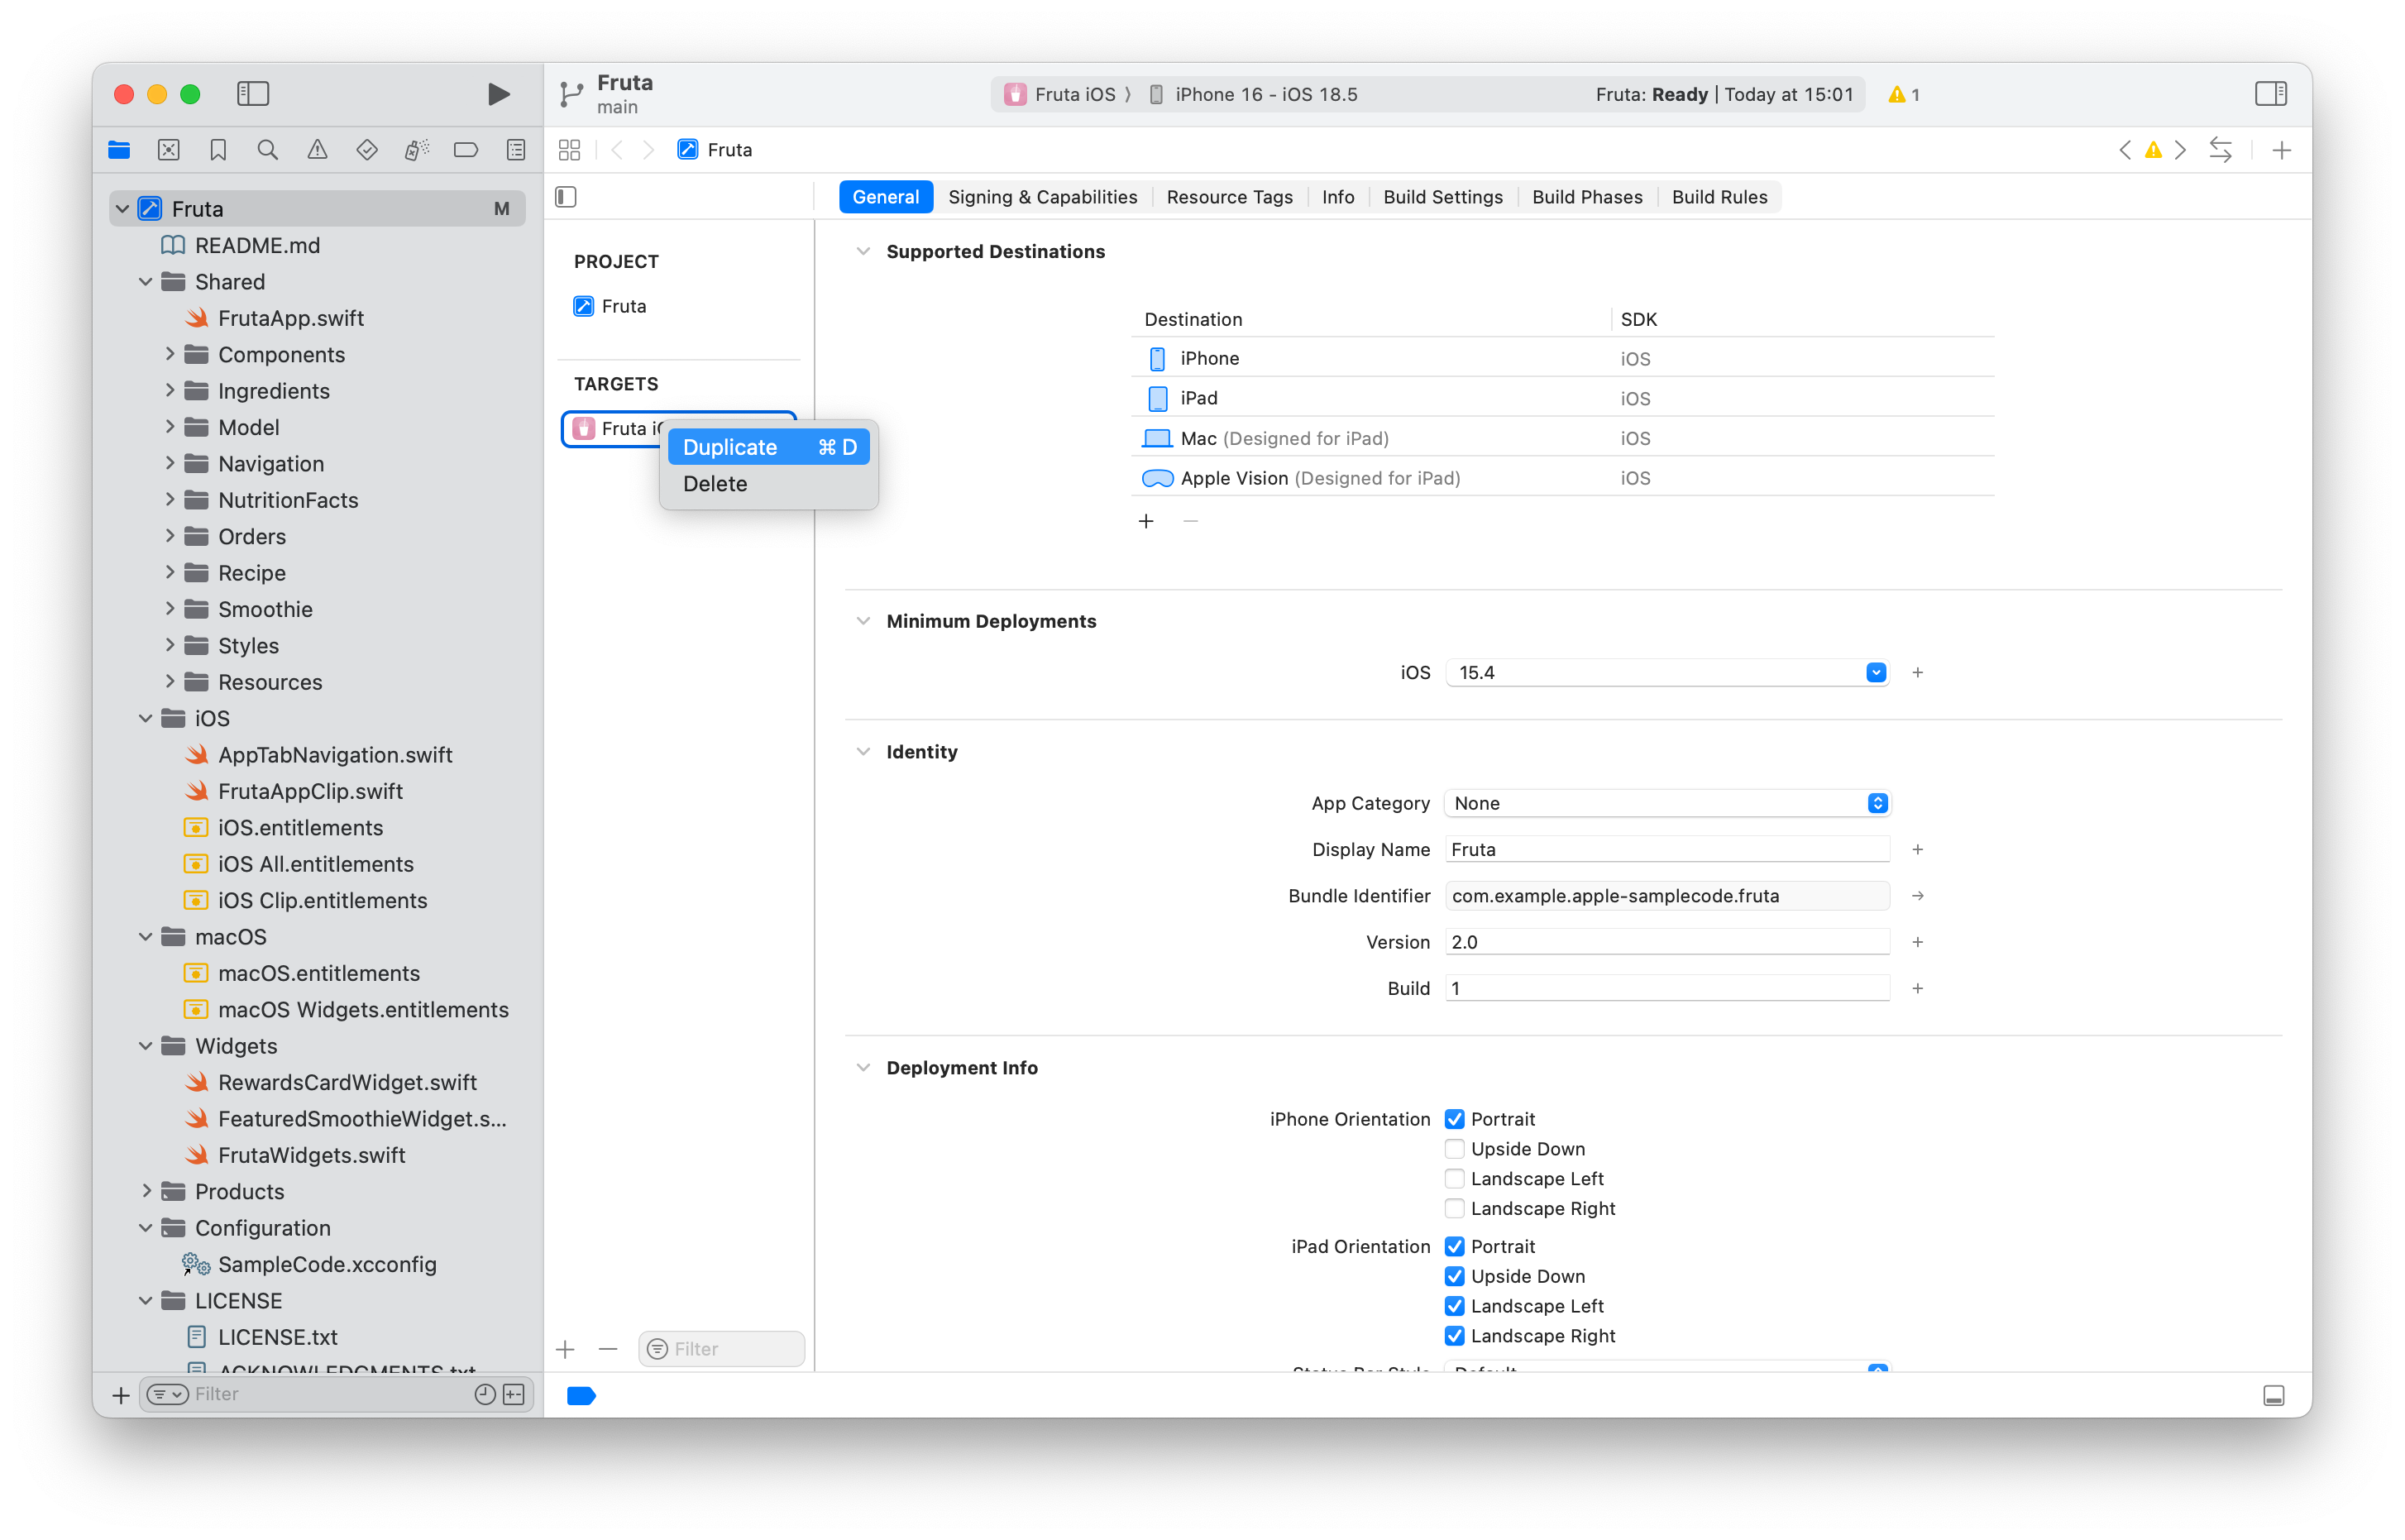 Fruta
main
Fruta iOS
iPhone 16 - iOS 18.5
Fruta: Ready | Today at 15:01
1
Fruta
Fruta M
README.md
Shared
FrutaApp.swift
Components
Ingredients
Model
Navigation
NutritionFacts
Orders
Recipe
Smoothie
Styles
Resources
iOS
AppTabNavigation.swift
FrutaAppClip.swift
iOS.entitlements
iOS All.entitlements
iOS Clip.entitlements
macOS
macOS.entitlements
macOS Widgets.entitlements
Widgets
RewardsCardWidget.swift
FeaturedSmoothieWidget.s...
FrutaWidgets.swift
Products
Configuration
SampleCode.xcconfig
LICENSE
LICENSE.txt
ACKNOWLEDGMENTS.txt
Filter
PROJECT
Fruta
TARGETS
Fruta iO
Duplicate ⌘ D
Delete
Filter
General Signing & Capabilities Resource Tags Info Build Settings Build Phases Build Rules
Supported Destinations
Destination SDK
iPhone iOS
iPad iOS
Mac (Designed for iPad) iOS
Apple Vision (Designed for iPad) iOS
Minimum Deployments
iOS 15.4
Identity
App Category None
Display Name Fruta
Bundle Identifier com.example.apple-samplecode.fruta
Version 2.0
Build 1
Deployment Info
iPhone Orientation Portrait
Upside Down
Landscape Left
Landscape Right
iPad Orientation Portrait
Upside Down
Landscape Left
Landscape Right
Status Bar Style Default